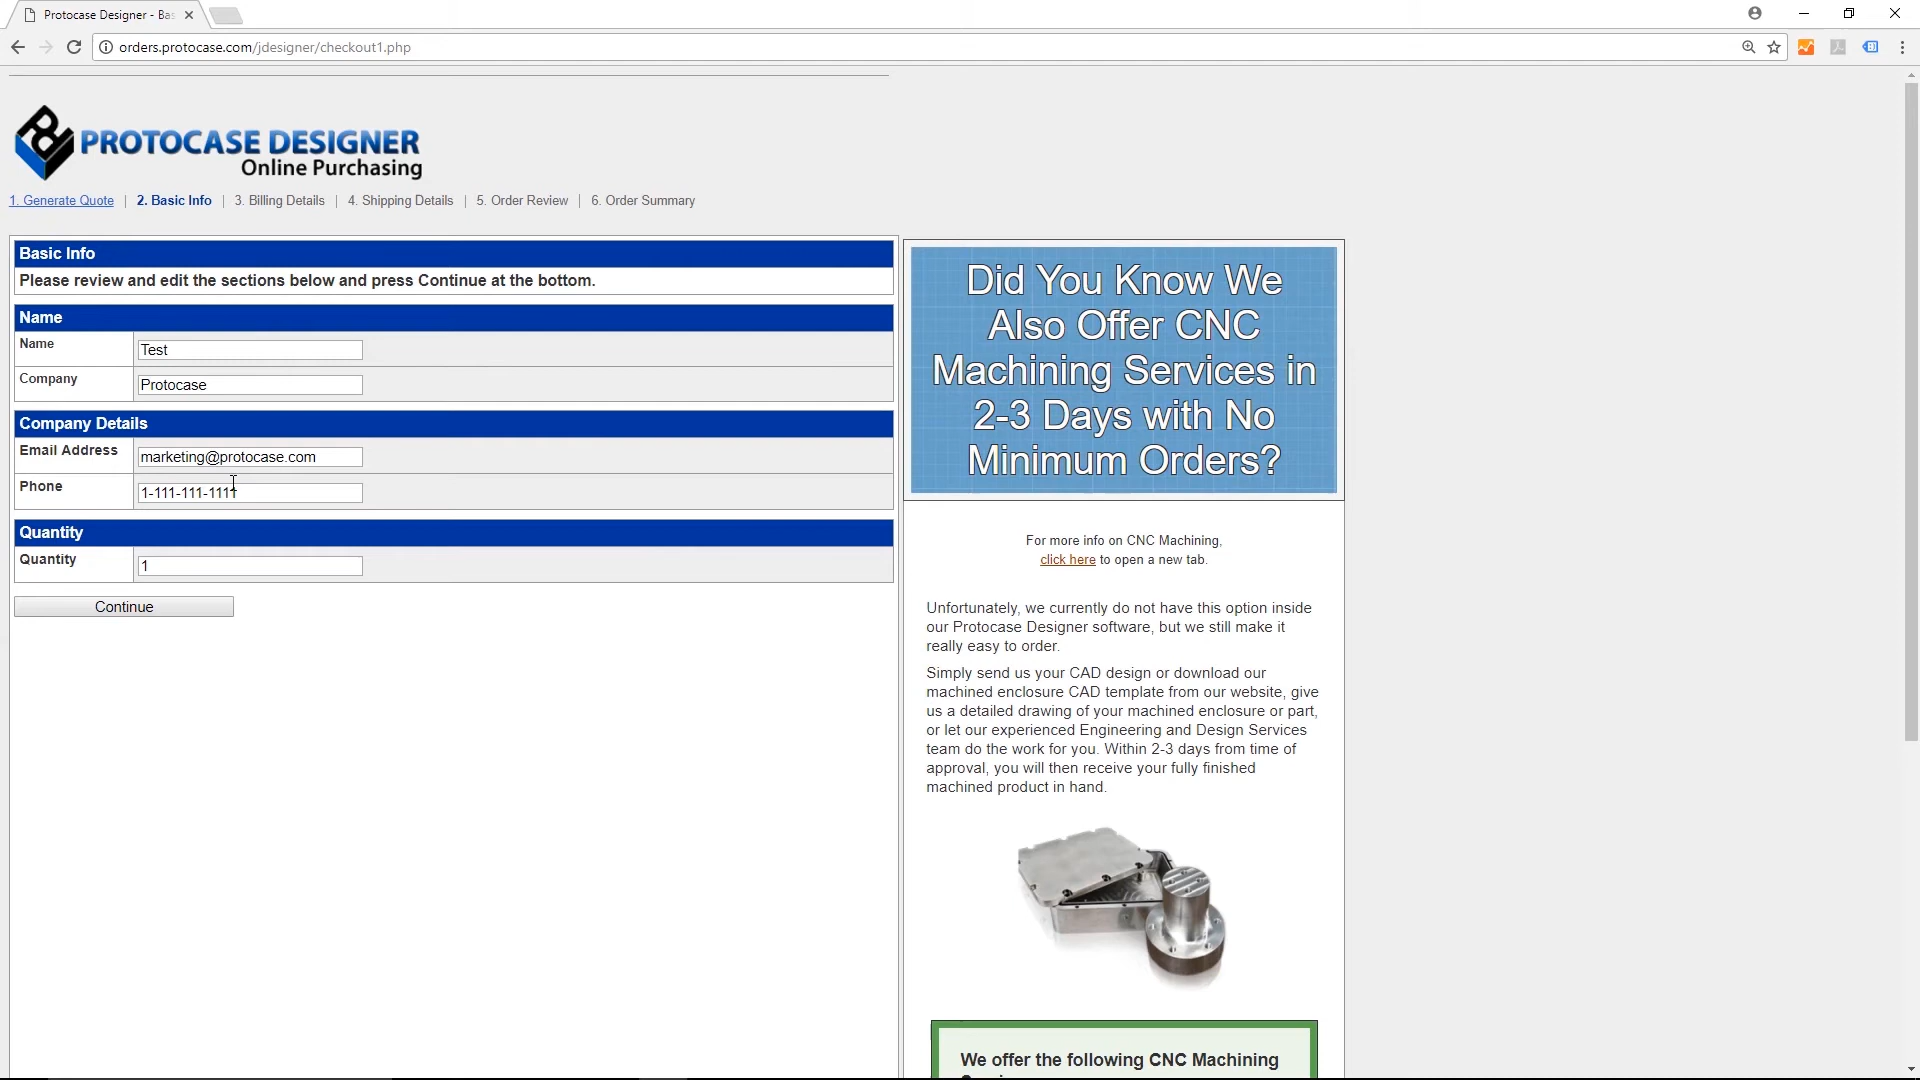 Protocase Designer - Bas
orders.protocase.com/jdesigner/checkout1.php
PROTOCASE DESIGNER
Online Purchasing
1. Generate Quote | 2. Basic Info | 3. Billing Details | 4. Shipping Details | 5. Order Review | 6. Order Summary
Basic Info
Please review and edit the sections below and press Continue at the bottom.
Name
Name Test
Company Protocase
Company Details
Email Address marketing@protocase.com
Phone 1-111-111-1111
Quantity
Quantity 1
Continue
Did You Know We
Also Offer CNC
Machining Services in
2-3 Days with No
Minimum Orders?
For more info on CNC Machining,
click here to open a new tab.
Unfortunately, we currently do not have this option inside
our Protocase Designer software, but we still make it
really easy to order.
Simply send us your CAD design or download our
machined enclosure CAD template from our website, give
us a detailed drawing of your machined enclosure or part,
or let our experienced Engineering and Design Services
team do the work for you. Within 2-3 days from time of
approval, you will then receive your fully finished
machined product in hand.
We offer the following CNC Machining